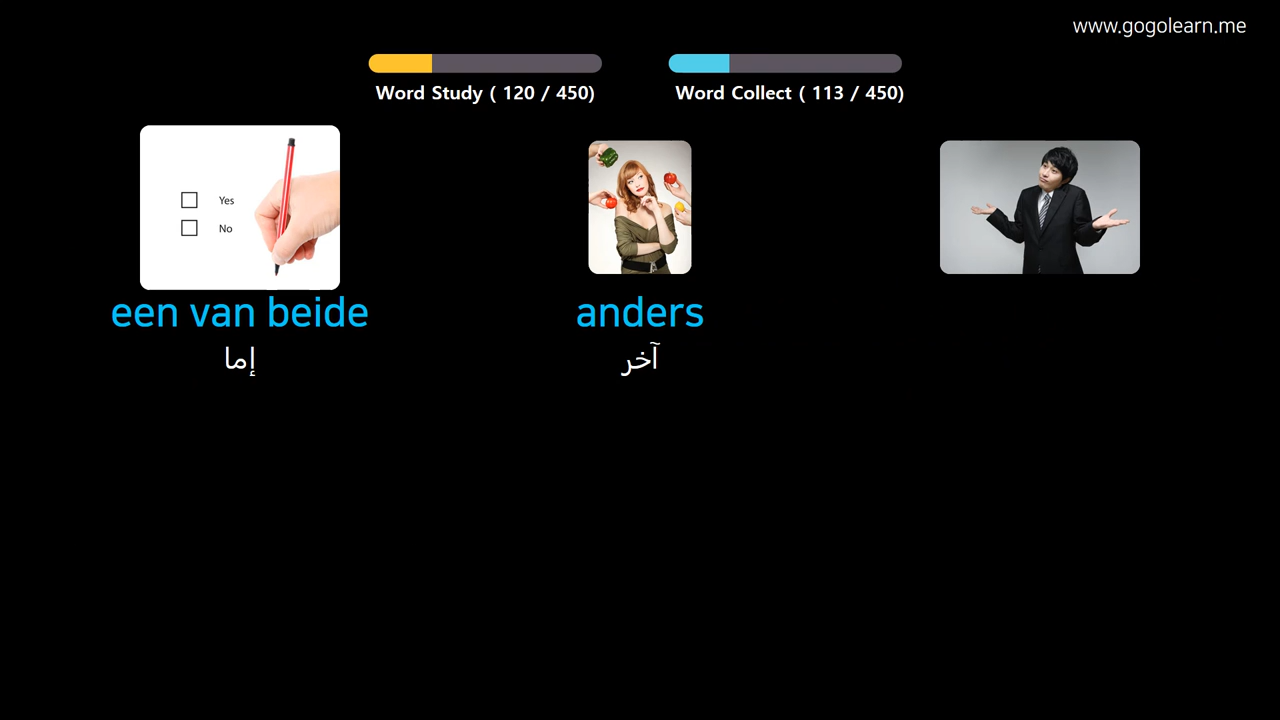 www.gogolearn.me
Word Study ( 120 / 450)
Word Collect ( 113 / 450)
Yes
No
een van beide
anders
إما
آخر